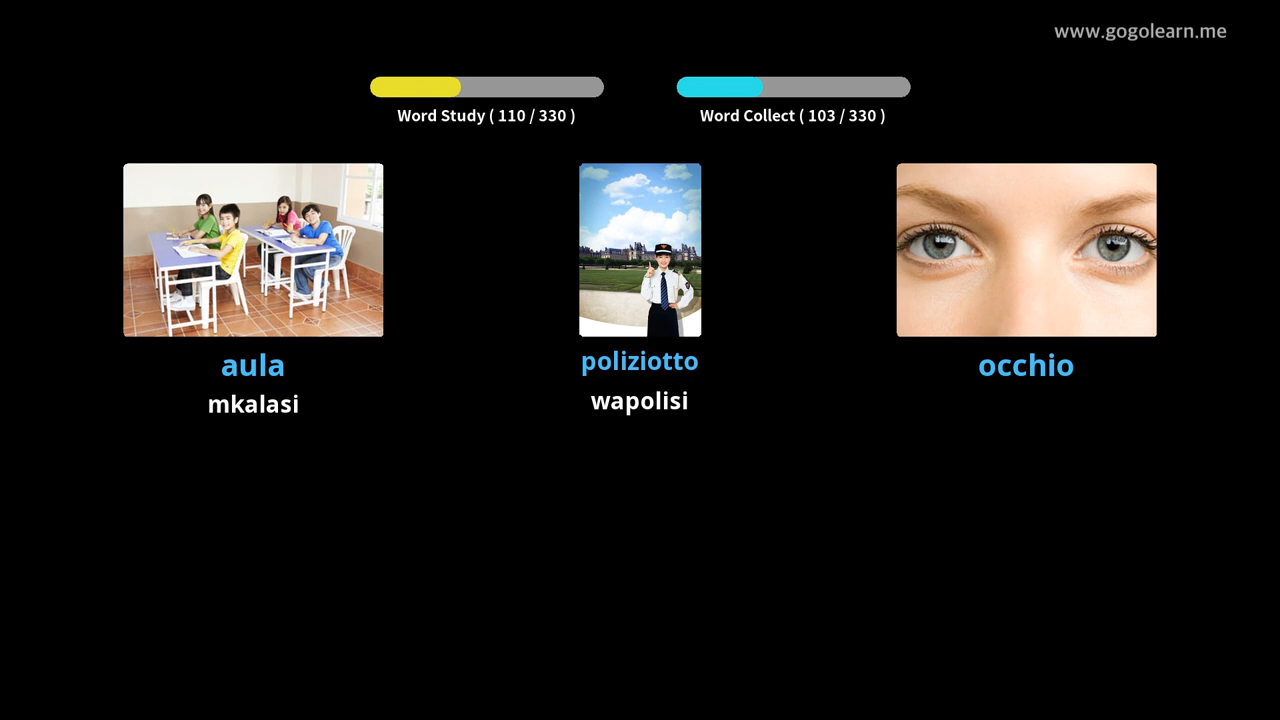 www.gogolearn.me
Word Study ( 110 / 330 )
Word Collect ( 103 / 330 )
aula
mkalasi
poliziotto
wapolisi
occhio